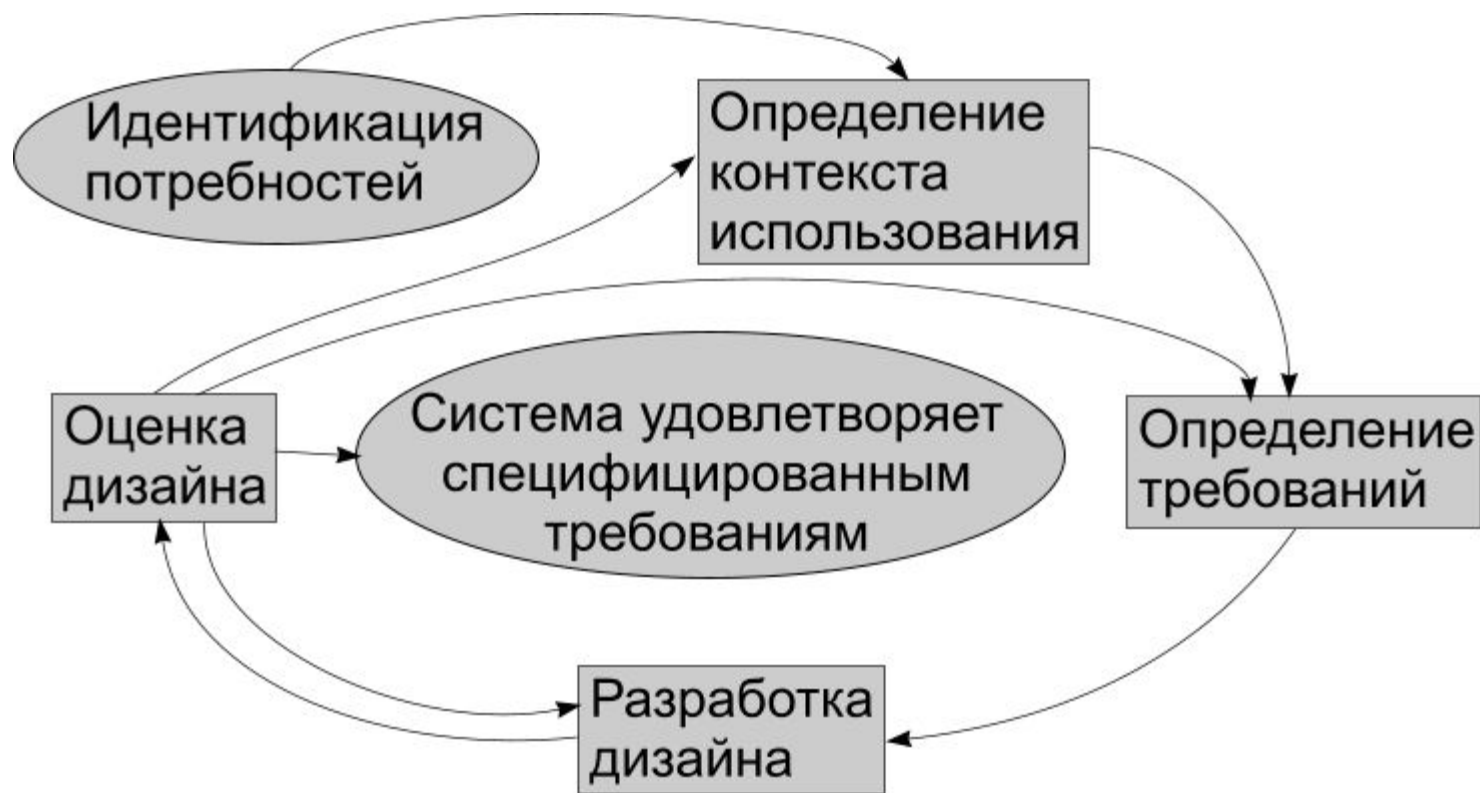 Идентификация
потребностей
Определение
контекста
использования
Оценка
дизайна
Система удовлетворяет
специфицированным
требованиям
Определение
требований
Разработка
дизайна